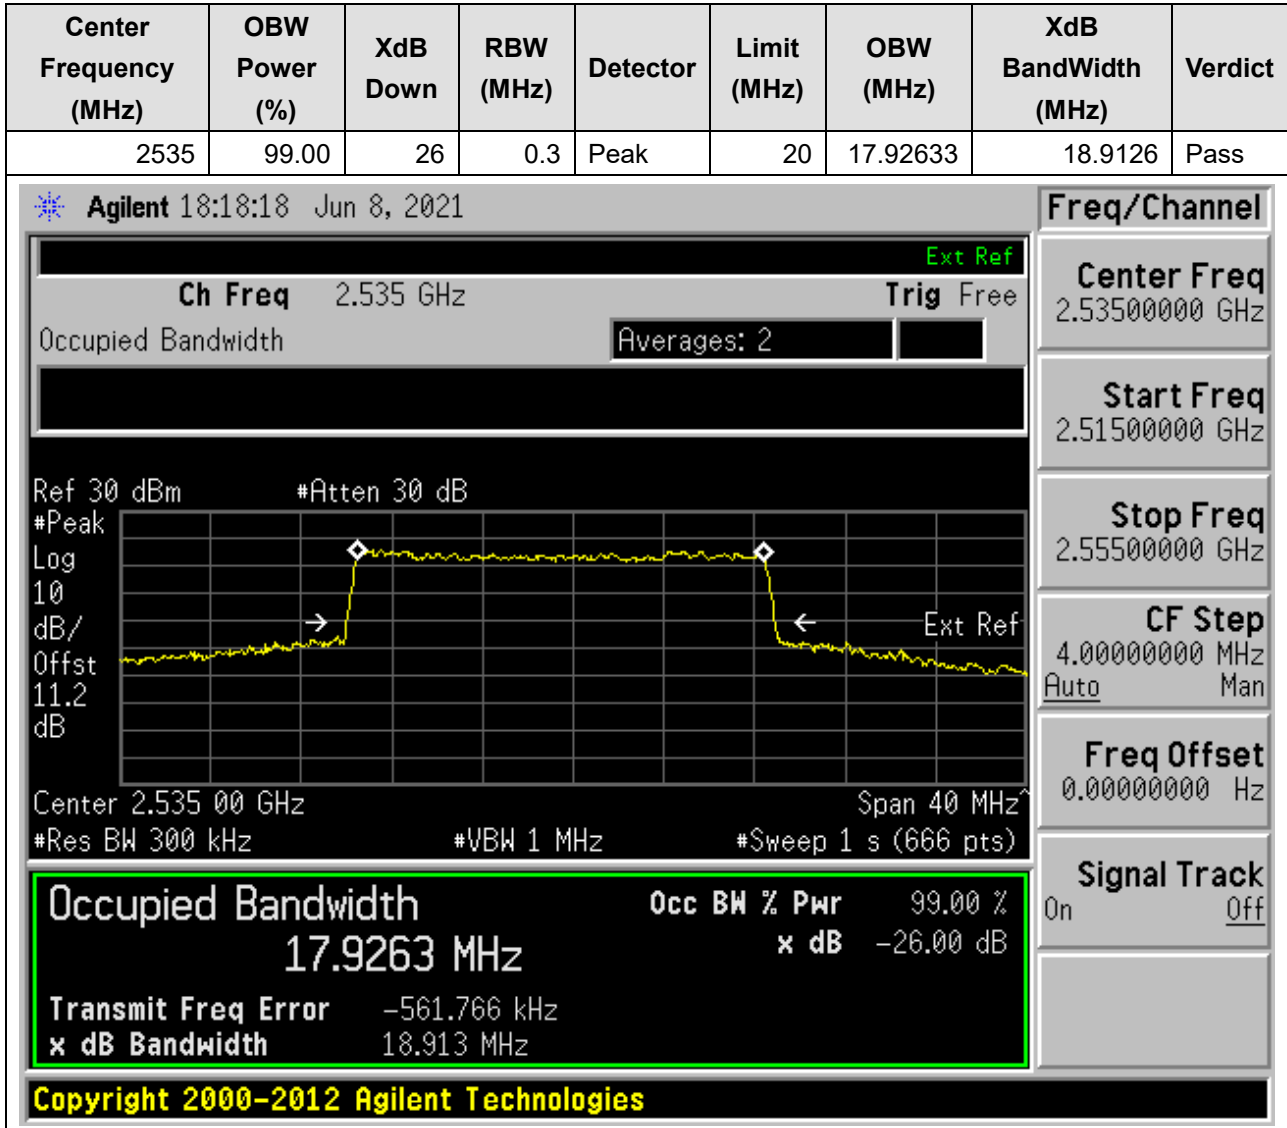 Center Frequency (MHz) | OBW Power (%) | XdB Down | RBW (MHz) | Detector | Limit (MHz) | OBW (MHz) | XdB BandWidth (MHz) | Verdict
2535 | 99.00 | 26 | 0.3 | Peak | 20 | 17.92633 | 18.9126 | Pass
Agilent 18:18:18 Jun 8, 2021
Freq/Channel
Ext Ref
Ch Freq 2.535 GHz Trig Free
Occupied Bandwidth Averages: 2
Center Freq
2.53500000 GHz
Start Freq
2.51500000 GHz
Stop Freq
2.55500000 GHz
CF Step
4.00000000 MHz
Auto Man
Freq Offset
0.00000000 Hz
Signal Track
On Off
Ref 30 dBm #Atten 30 dB
#Peak
Log
10
dB/
Offst
11.2
dB
Ext Ref
Center 2.535 00 GHz Span 40 MHz^
#Res BW 300 kHz #VBW 1 MHz #Sweep 1 s (666 pts)
Occupied Bandwidth
17.9263 MHz
Occ BW % Pwr 99.00 %
x dB -26.00 dB
Transmit Freq Error -561.766 kHz
x dB Bandwidth 18.913 MHz
Copyright 2000-2012 Agilent Technologies